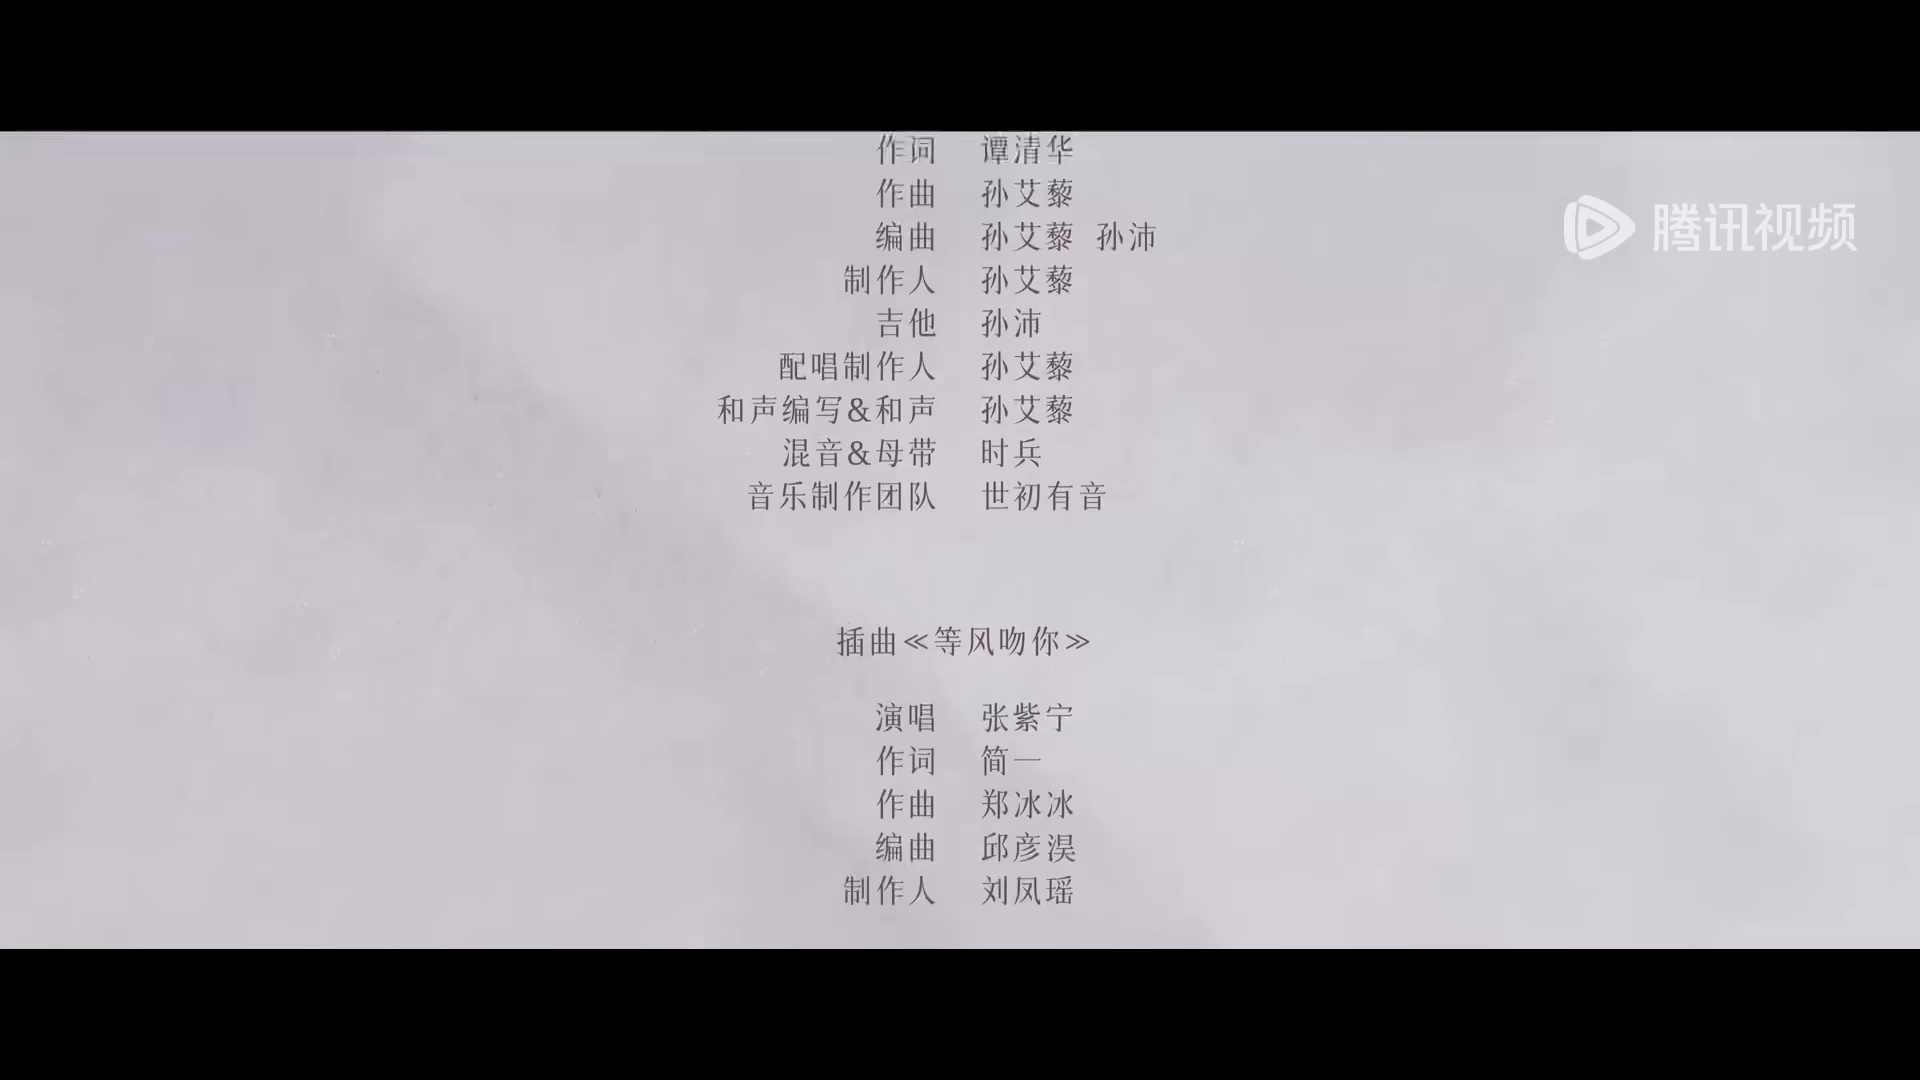 作词 谭清华
腾讯视频
作曲 孙艾藜
编曲 孙艾藜 孙沛
制作人 孙艾藜
吉他 孙沛
配唱制作人 孙艾藜
和声编写&和声 孙艾藜
混音&母带 时兵
音乐制作团队 世初有音
插曲≪等风吻你≫
演唱 张紫宁
作词 简一
作曲 郑冰冰
编曲 邱彦淏
制作人 刘凤瑶